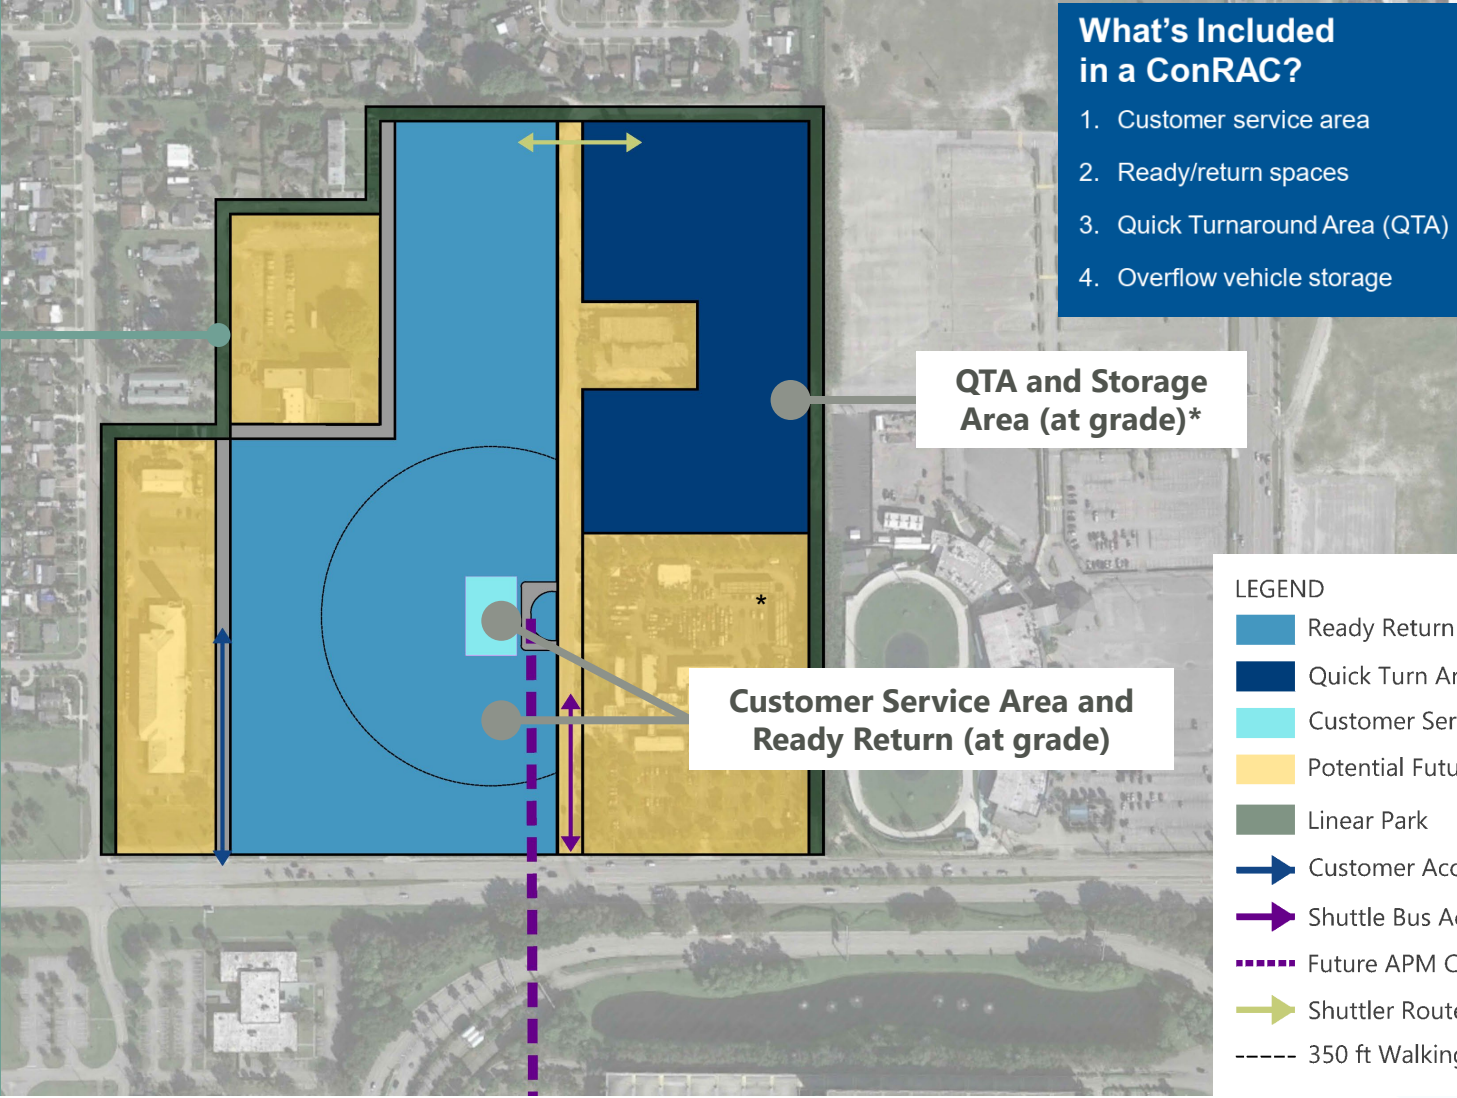 What's Included
in a ConRAC?
1. Customer service area
2. Ready/return spaces
3. Quick Turnaround Area (QTA)
4. Overflow vehicle storage
QTA and Storage
Area (at grade)*
*
Customer Service Area and
Ready Return (at grade)
LEGEND
Ready Return
Quick Turn Ar
Customer Ser
Potential Futu
Linear Park
Customer Acc
Shuttle Bus A
Future APM C
Shuttler Route
350 ft Walking